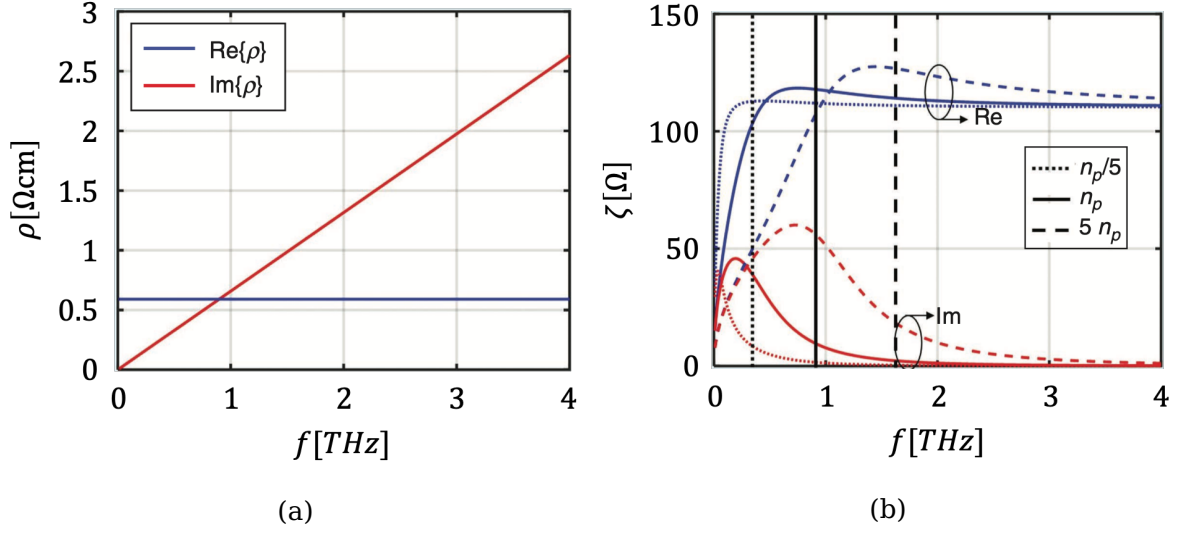 3
2.5
2
1.5
1
0.5
0
ρ[Ωcm]
Re{ρ}
Im{ρ}
0 1 2 3 4
f[THz]
(a)
150
100
50
0
ζ[Ω]
Re
n_p/5
n_p
5 n_p
Im
0 1 2 3 4
f[THz]
(b)